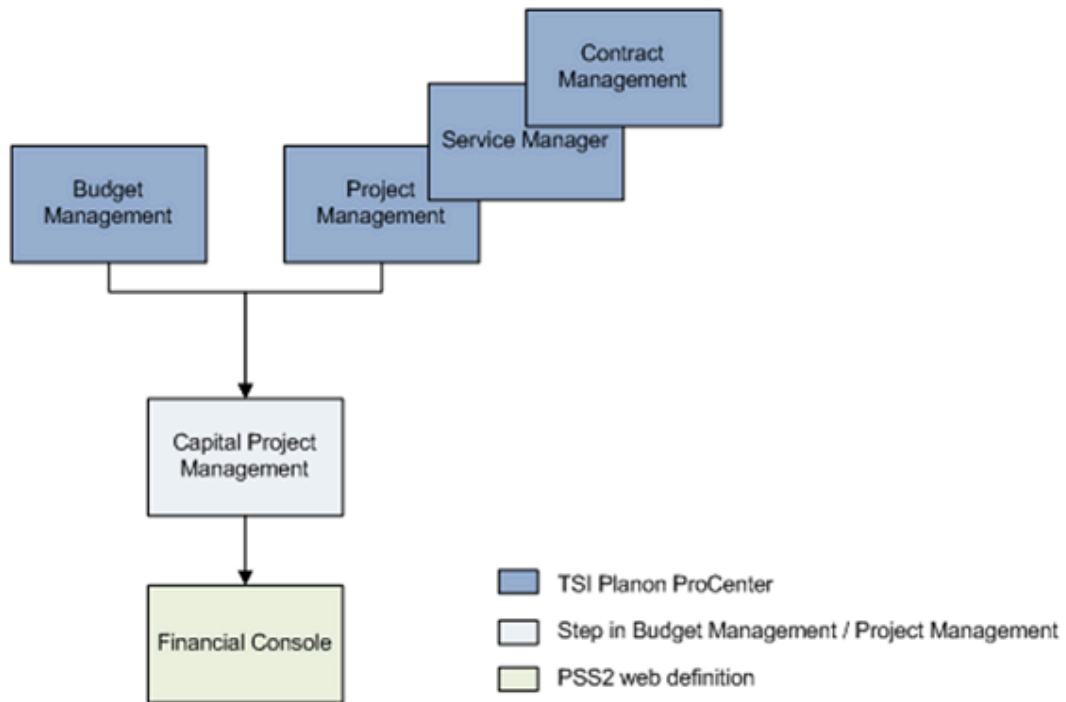 Contract
Management
Service Manager
Budget
Management
Project
Management
Capital Project
Management
Financial Console
TSI Planon ProCenter
Step in Budget Management / Project Management
PSS2 web definition